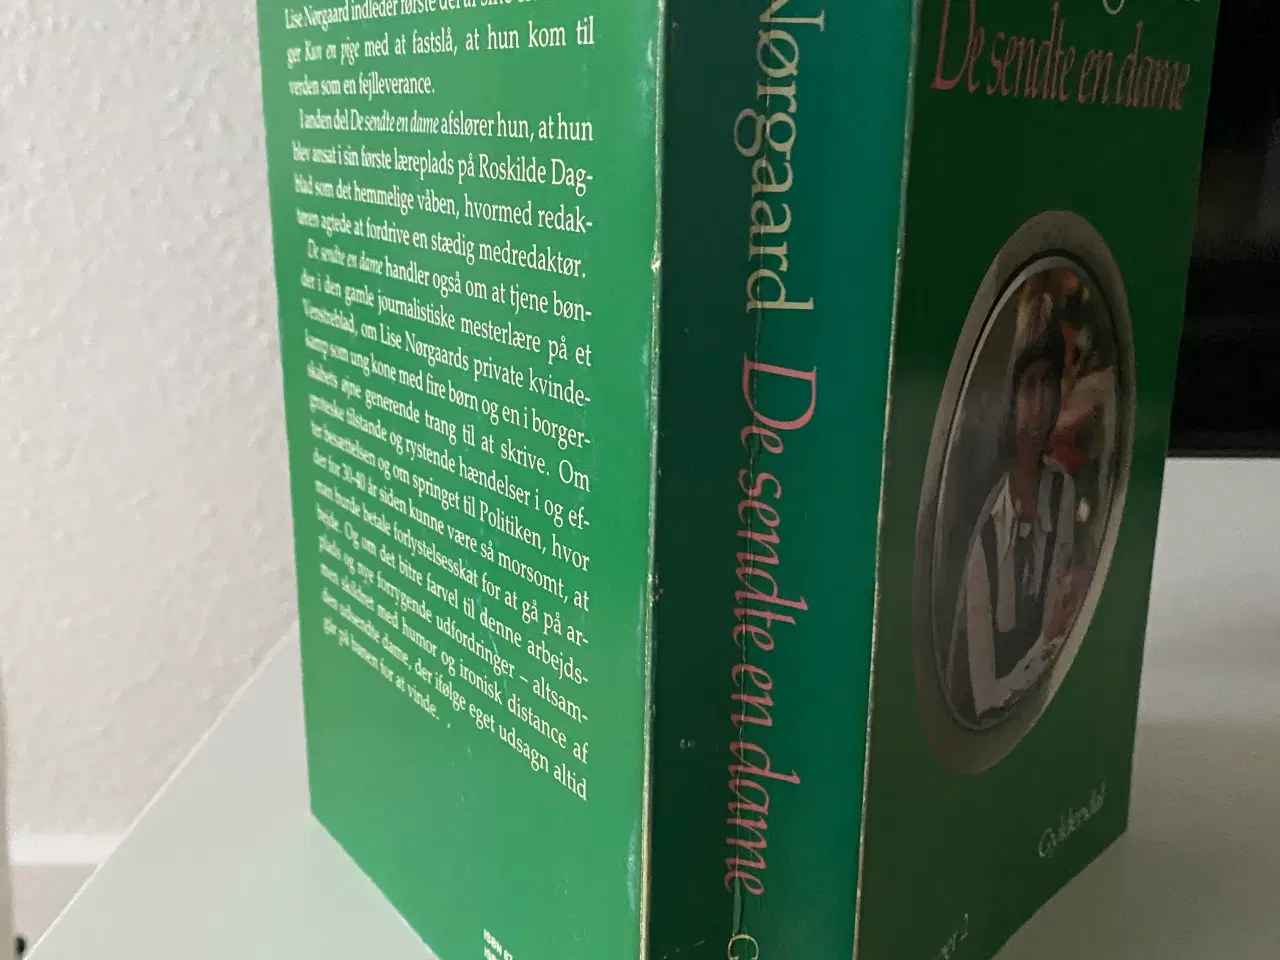 Lise Nørgaard indleder første del af sine
ger Kun en pige med at fastslå, at hun kom til
verden som en fejlleverance.
I anden del De sendte en dame afslører hun, at hun
blev ansat i sin første læreplads på Roskilde Dag-
blad som det hemmelige våben, hvormed redak-
tøren agtede at fordrive en stædig medredaktør.
De sendte en dame handler også om at tjene bøn-
der i den gamle journalistiske mesterlære på et
Venstreblad, om Lise Nørgaards private kvinde-
kamp som ung kone med fire børn og en i borger-
skabets øjne generende trang til at skrive. Om
groteske tilstande og rystende hændelser i og ef-
ter besættelsen og om springet til Politiken, hvor
der for 30-40 år siden kunne være så morsomt, at
man burde betale forlystelsesskat for at gå på ar-
bejde. Og om det bitre farvel til denne arbejds-
plads og nye forrygende udfordringer – altsam-
men skildret med humor og ironisk distance af
den udsendte dame, der ifølge eget udsagn altid
går på banen for at vinde.
ISBN 87
Nørgaard De sendte en dame G
De sendte en dame
Gyldendal